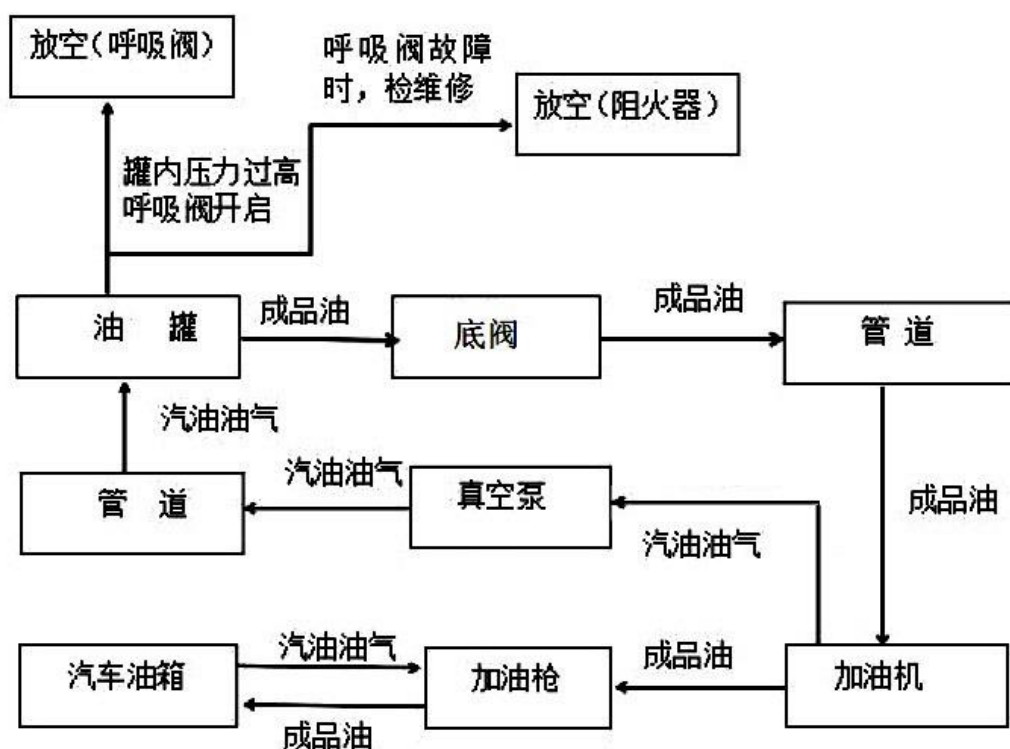 放空（呼吸阀）
呼吸阀故障
时，检维修
放空（阻火器）
罐内压力过高
呼吸阀开启
油 罐
成品油
底阀
成品油
管 道
汽油油气
成品油
管 道
汽油油气
真空泵
汽油油气
汽车油箱
汽油油气
成品油
加油枪
成品油
加油机